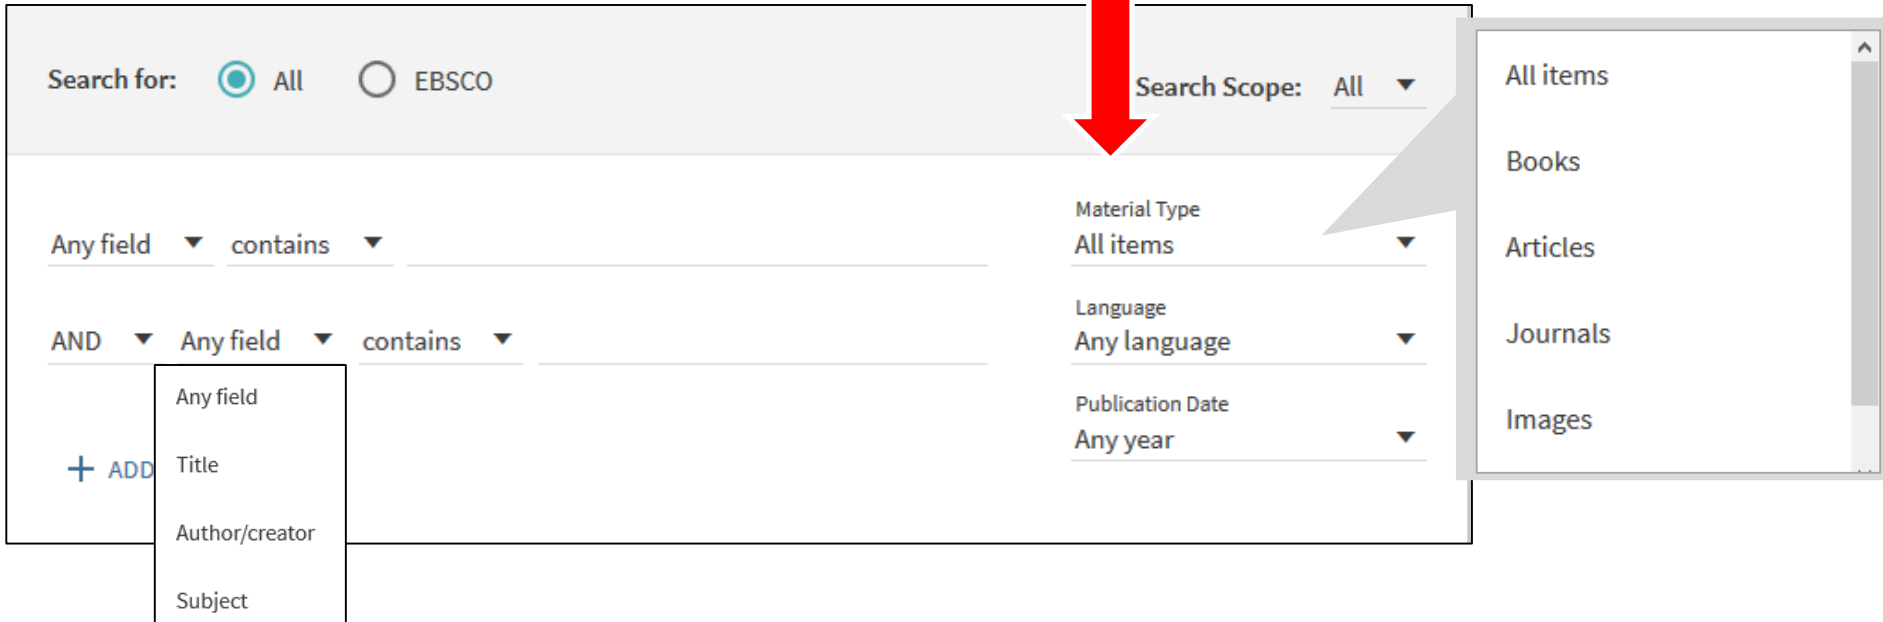 Search for: All EBSCO
Search Scope: All
Any field contains
AND Any field contains
Any field
Title
Author/creator
Subject
ADD
Material Type
All items
Language
Any language
Publication Date
Any year
All items
Books
Articles
Journals
Images